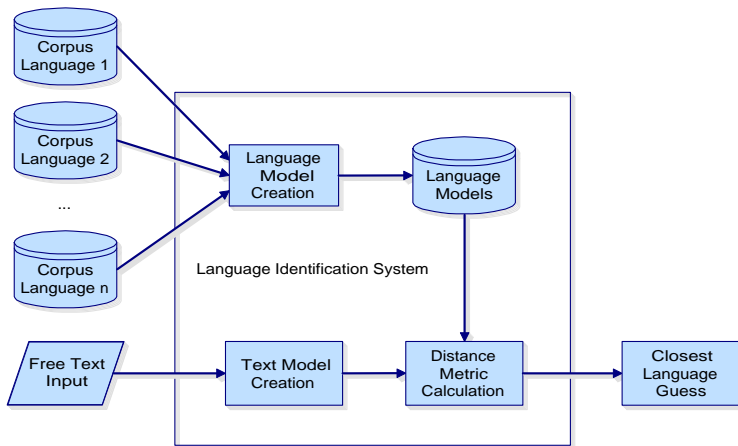 Corpus
Language 1
Corpus
Language 2
...
Corpus
Language n
Language
Model
Creation
Language
Models
Language Identification System
Free Text
Input
Text Model
Creation
Distance
Metric
Calculation
Closest
Language
Guess